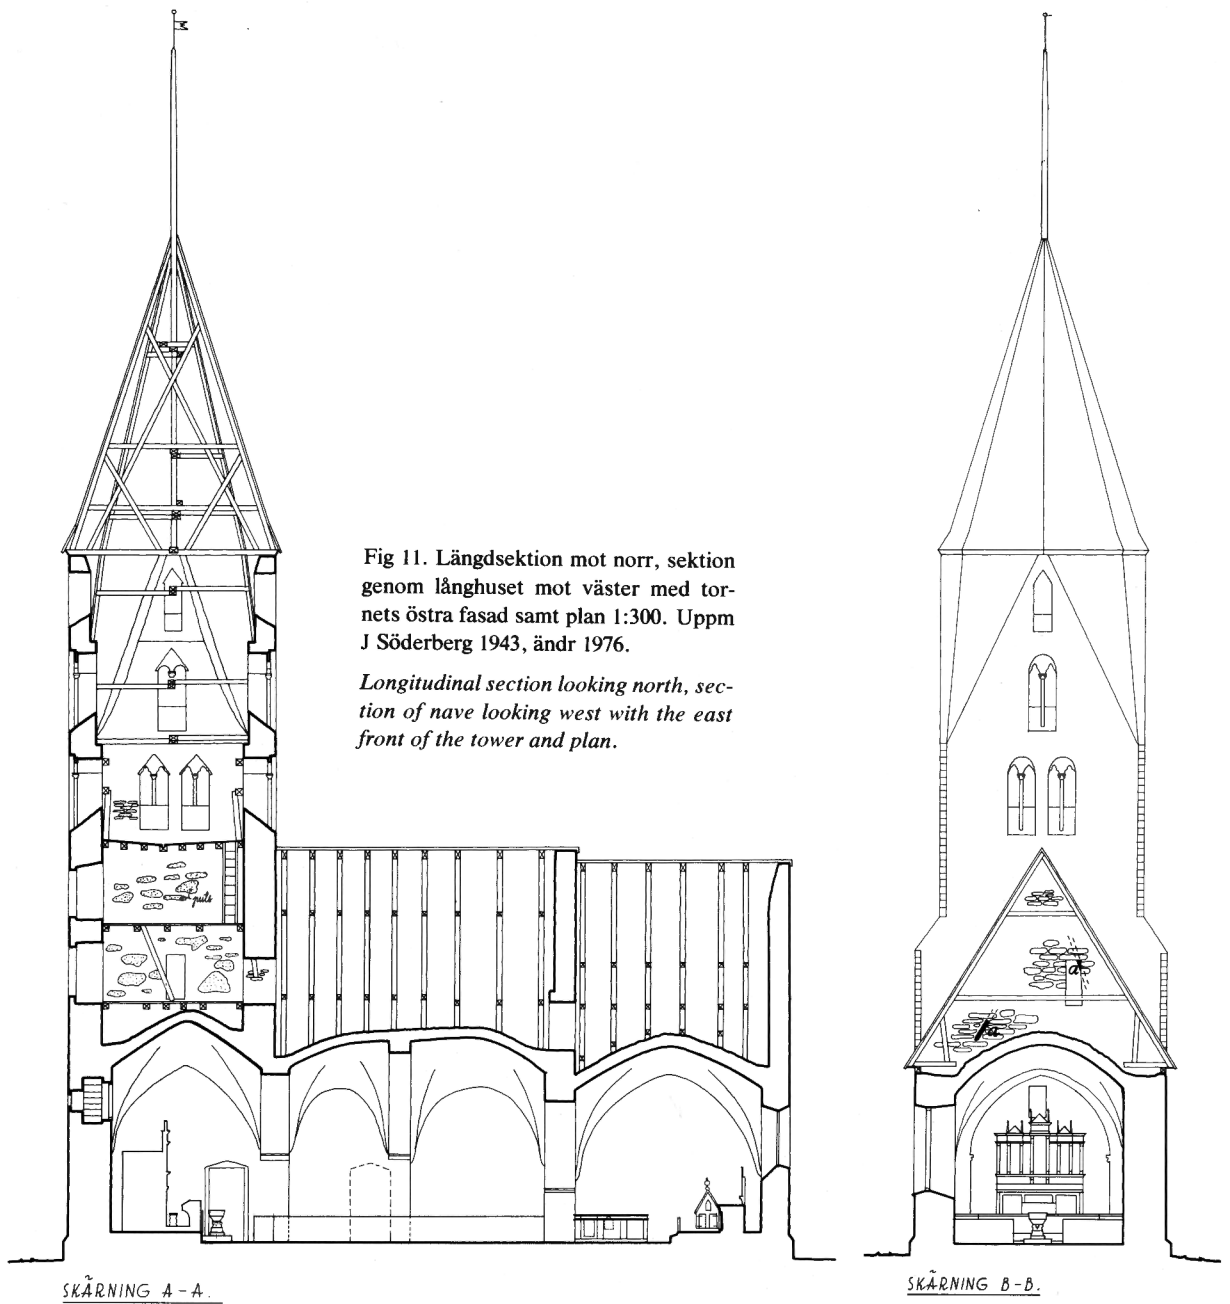 M
Fig 11. Längdsektion mot norr, sektion
genom långhuset mot väster med tor-
nets östra fasad samt plan 1:300. Uppm
J Söderberg 1943, ändr 1976.
Longitudinal section looking north, sec-
tion of nave looking west with the east
front of the tower and plan.
puts
a
a
SKÄRNING A-A.
SKÄRNING B-B.